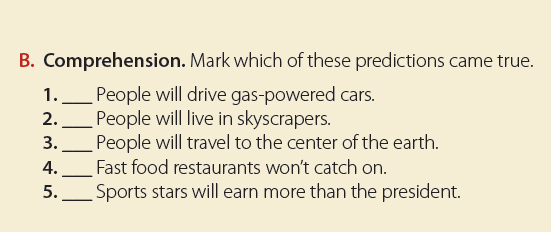 B. Comprehension. Mark which of these predictions came true.
1. ___ People will drive gas-powered cars.
2. ___ People will live in skyscrapers.
3. ___ People will travel to the center of the earth.
4. ___ Fast food restaurants won't catch on.
5. ___ Sports stars will earn more than the president.